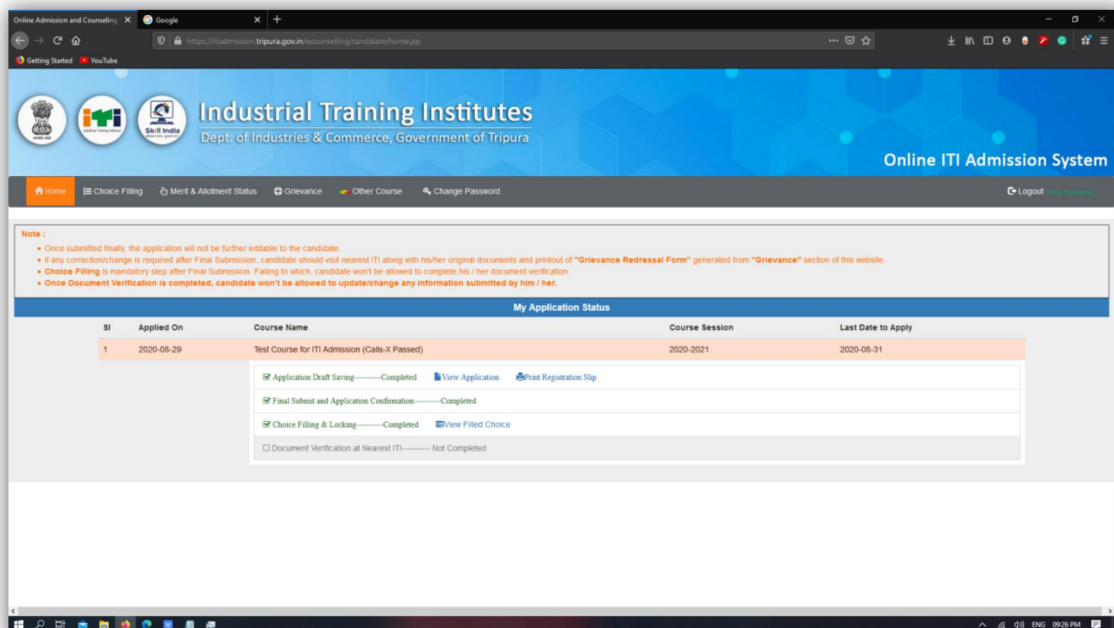 Online Admission and Counseling
Google
https://itiadmission.tripura.gov.in/ecounselling/candidate/home.jsp
Getting Started
YouTube
iti
Skill India
Industrial Training Institutes
Dept. of Industries & Commerce, Government of Tripura
Online ITI Admission System
Home
Choice Filling
Merit & Allotment Status
Grievance
Other Course
Change Password
Logout
Note :
Once submitted finally, the application will not be further editable to the candidate.
If any correction/change is required after Final Submission, candidate should visit nearest ITI along with his/her original documents and printout of "Grievance Redressal Form" generated from "Grievance" section of this website.
Choice Filling is mandatory step after Final Submission. Failing to which, candidate won't be allowed to complete his / her document verification.
Once Document Verification is completed, candidate won't be allowed to update/change any information submitted by him / her.
My Application Status
Sl Applied On Course Name Course Session Last Date to Apply
1 2020-08-29 Test Course for ITI Admission (Calls-X Passed) 2020-2021 2020-08-31
Application Draft Saving----------Completed View Application Print Registration Slip
Final Submit and Application Confirmation----------Completed
Choice Filling & Locking----------Completed View Filled Choice
Document Verification at Nearest ITI----------- Not Completed
ENG 09:26 PM